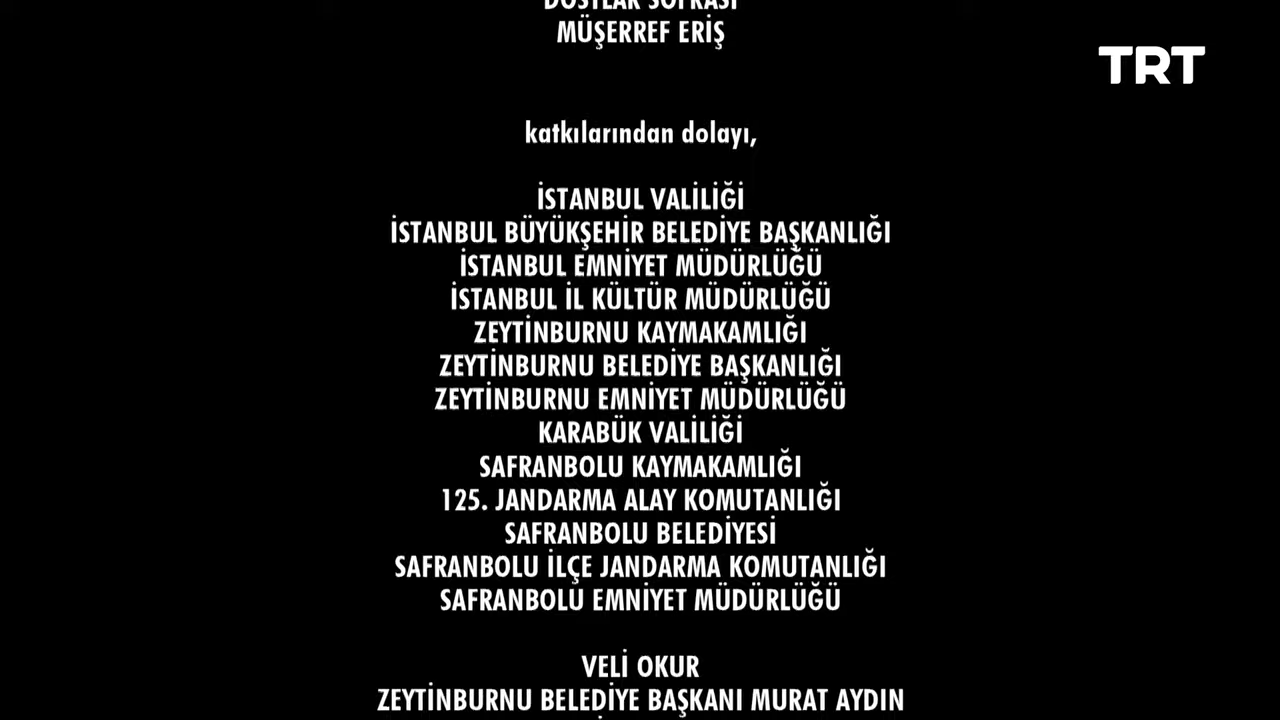 DOSTLAR SOFRASI
MÜŞERREF ERİŞ
TRT
katkılarından dolayı,
İSTANBUL VALİLİĞİ
İSTANBUL BÜYÜKŞEHİR BELEDİYE BAŞKANLIĞI
İSTANBUL EMNİYET MÜDÜRLÜĞÜ
İSTANBUL İL KÜLTÜR MÜDÜRLÜĞÜ
ZEYTİNBURNU KAYMAKAMLIĞI
ZEYTİNBURNU BELEDİYE BAŞKANLIĞI
ZEYTİNBURNU EMNİYET MÜDÜRLÜĞÜ
KARABÜK VALİLİĞİ
SAFRANBOLU KAYMAKAMLIĞI
125. JANDARMA ALAY KOMUTANLIĞI
SAFRANBOLU BELEDİYESİ
SAFRANBOLU İLÇE JANDARMA KOMUTANLIĞI
SAFRANBOLU EMNİYET MÜDÜRLÜĞÜ
VELİ OKUR
ZEYTİNBURNU BELEDİYE BAŞKANI MURAT AYDIN